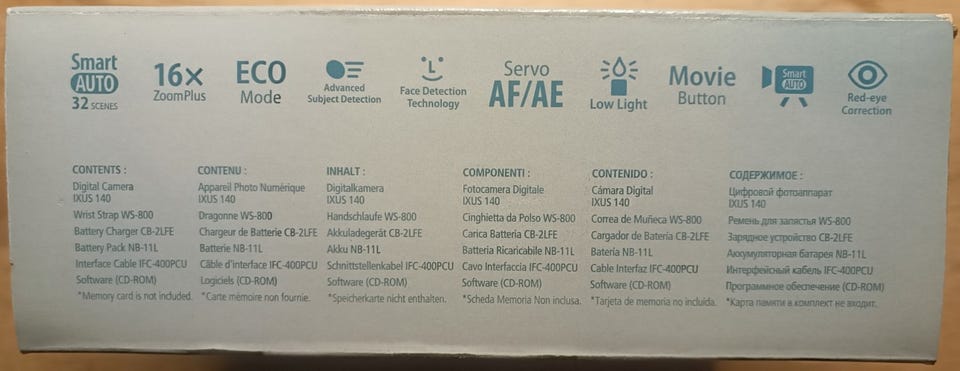 Smart
AUTO
32 SCENES
16x
ZoomPlus
ECO
Mode
Advanced
Subject Detection
Face Detection
Technology
Servo
AF/AE
Low Light
Movie
Button
Smart
AUTO
Red-eye
Correction
CONTENTS :
Digital Camera
IXUS 140
Wrist Strap WS-800
Battery Charger CB-2LFE
Battery Pack NB-11L
Interface Cable IFC-400PCU
Software (CD-ROM)
*Memory card is not included.
CONTENU :
Appareil Photo Numérique
IXUS 140
Dragonne WS-800
Chargeur de Batterie CB-2LFE
Batterie NB-11L
Câble d'interface IFC-400PCU
Logiciels (CD-ROM)
*Carte mémoire non fournie.
INHALT :
Digitalkamera
IXUS 140
Handschlaufe WS-800
Akkuladegerät CB-2LFE
Akku NB-11L
Schnittstellenkabel IFC-400PCU
Software (CD-ROM)
*Speicherkarte nicht enthalten.
COMPONENTI :
Fotocamera Digitale
IXUS 140
Cinghietta da Polso WS-800
Carica Batteria CB-2LFE
Batteria Ricaricabile NB-11L
Cavo Interfaccia IFC-400PCU
Software (CD-ROM)
*Scheda Memoria Non inclusa.
CONTENIDO :
Cámara Digital
IXUS 140
Correa de Muñeca WS-800
Cargador de Batería CB-2LFE
Batería NB-11L
Cable Interfaz IFC-400PCU
Software (CD-ROM)
*Tarjeta de memoria no incluida.
СОДЕРЖИМОЕ :
Цифровой фотоаппарат
IXUS 140
Ремень для запястья WS-800
Зарядное устройство CB-2LFE
Аккумуляторная батарея NB-11L
Интерфейсный кабель IFC-400PCU
Программное обеспечение (CD-ROM)
*Карта памяти в комплект не входит.